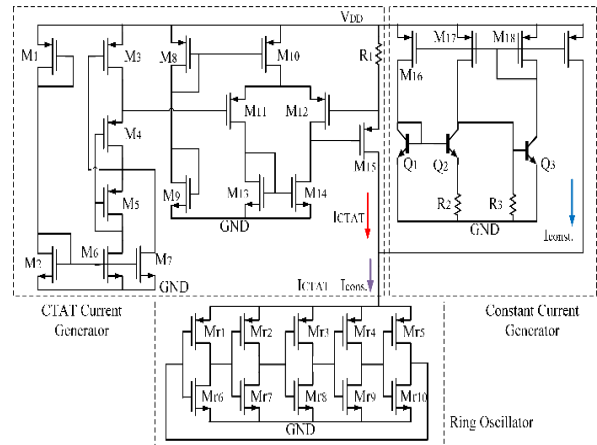 VDD
M1
M3
M8
M10
R1
M16
M17
M18
M11
M12
M4
M15
Q1
Q2
Q3
M5
M9
M13
M14
R2
R3
GND
GND
ICTAT
Iconst.
M2
M6
M7
GND
ICTAT Icons.
CTAT Current
Generator
Constant Current
Generator
Mr1
Mr2
Mr3
Mr4
Mr5
Mr6
Mr7
Mr8
Mr9
Mr10
GND
Ring Oscillator